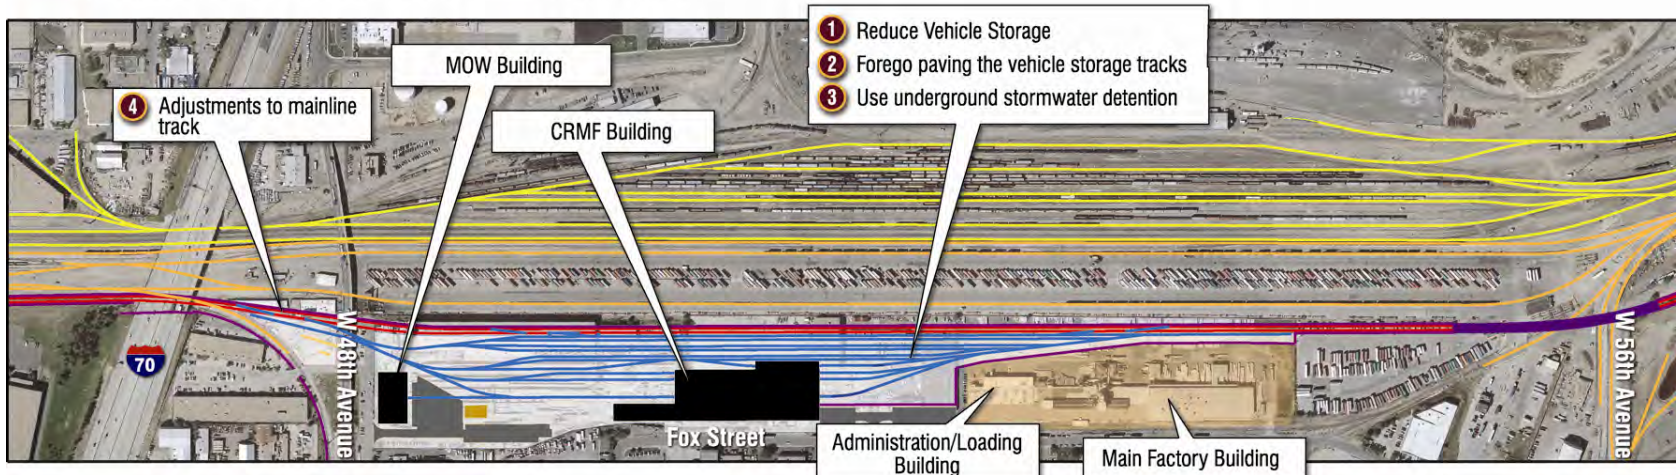 1 Reduce Vehicle Storage
2 Forego paving the vehicle storage tracks
3 Use underground stormwater detention
MOW Building
4 Adjustments to mainline
track
CRMF Building
70
W 48th Avenue
W 56th Avenue
Fox Street
Administration/Loading
Building
Main Factory Building